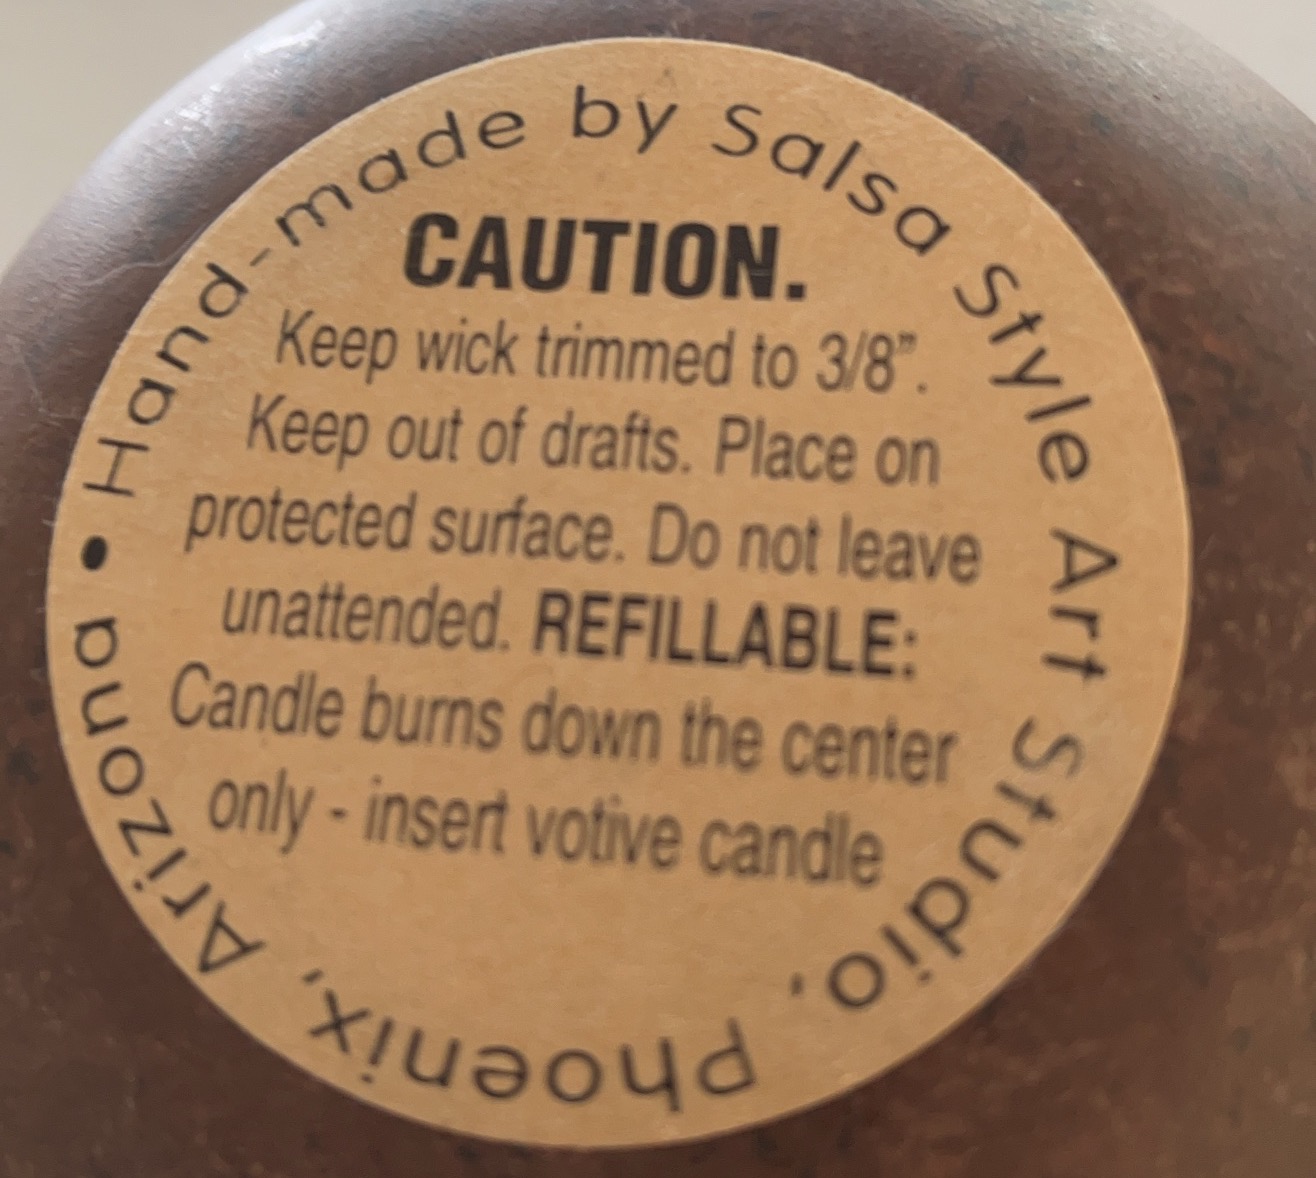 Hand-made by Salsa Style Art Studio, Phoenix, Arizona •
CAUTION.
Keep wick trimmed to 3/8”.
Keep out of drafts. Place on
protected surface. Do not leave
unattended. REFILLABLE:
Candle burns down the center
only - insert votive candle